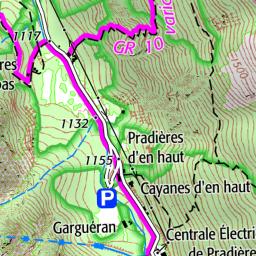 1117
GR 10
varia
res
bas
1132
Pradières
d'en haut
1155
P
Cayanes d'en haut
Garguéran
Centrale Électri
de Pradière